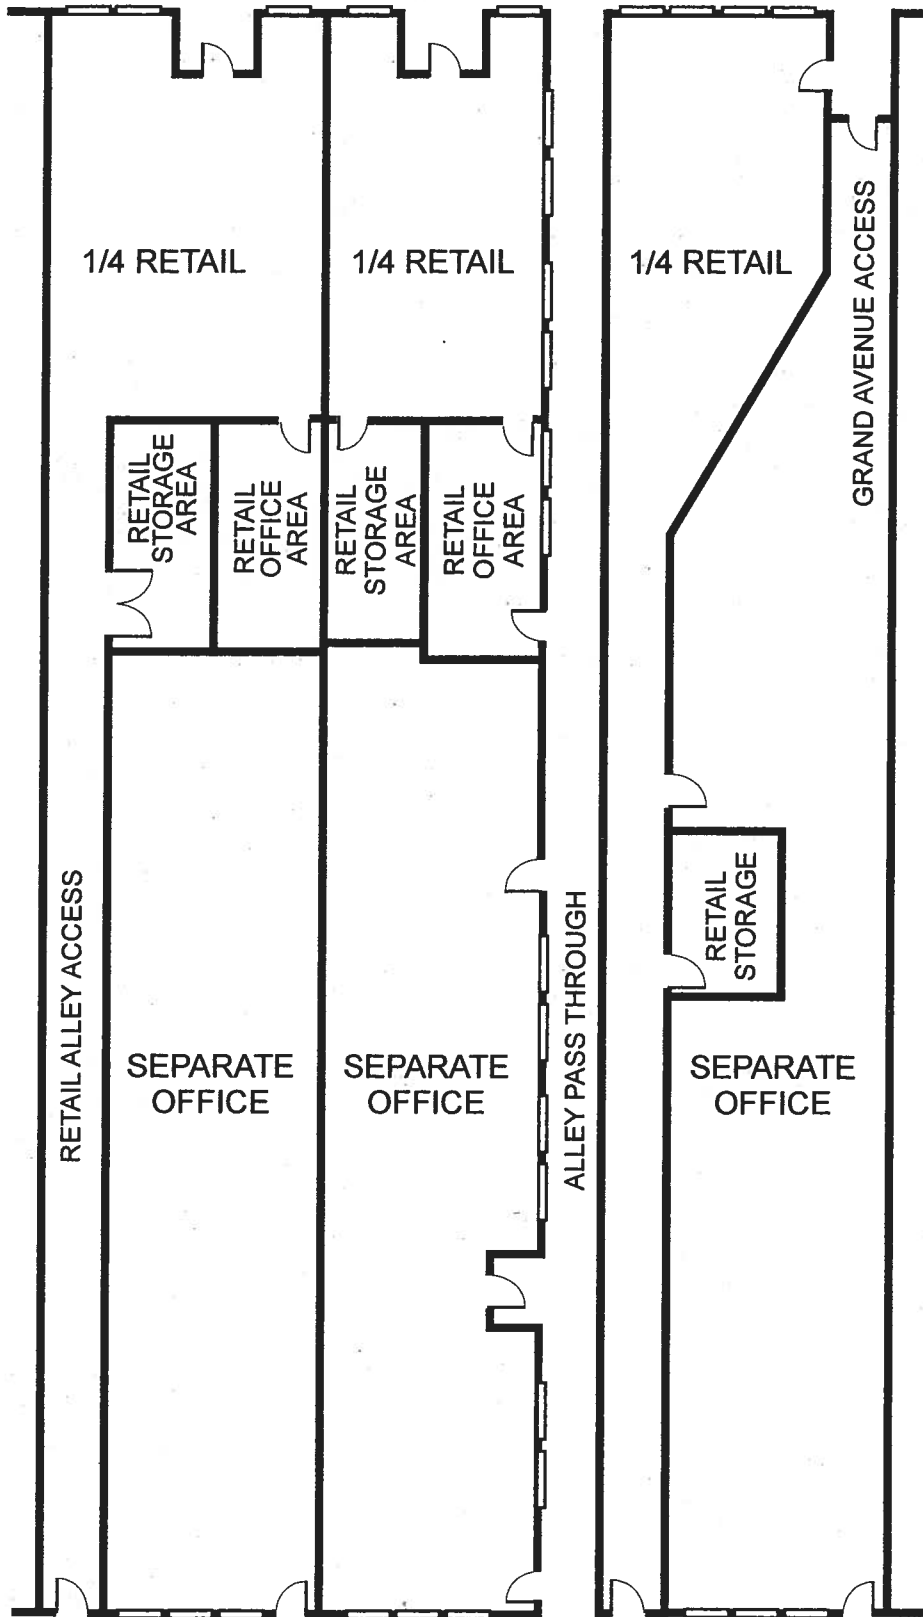 1/4 RETAIL
1/4 RETAIL
1/4 RETAIL
GRAND AVENUE ACCESS
RETAIL
STORAGE
AREA
RETAIL
OFFICE
AREA
RETAIL
STORAGE
AREA
RETAIL
OFFICE
AREA
RETAIL ALLEY ACCESS
ALLEY PASS THROUGH
RETAIL
STORAGE
SEPARATE
OFFICE
SEPARATE
OFFICE
SEPARATE
OFFICE